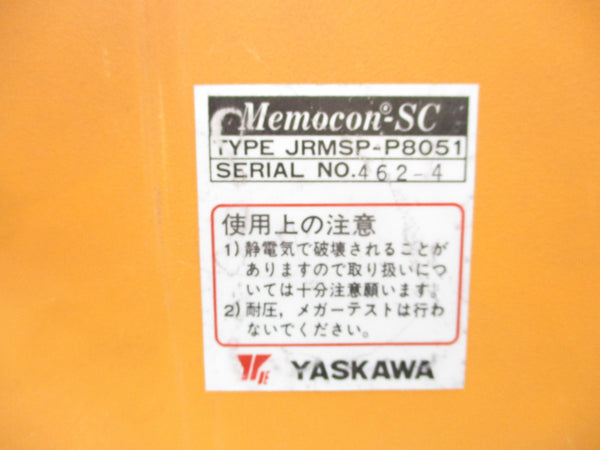 Memocon®-SC
TYPE JRMSP-P8051
SERIAL NO.462-4
使用上の注意
1) 静電気で破壊されることが
ありますので取り扱いにつ
いては十分注意願います。
2) 耐圧，メガーテストは行わ
ないでください。
YASKAWA